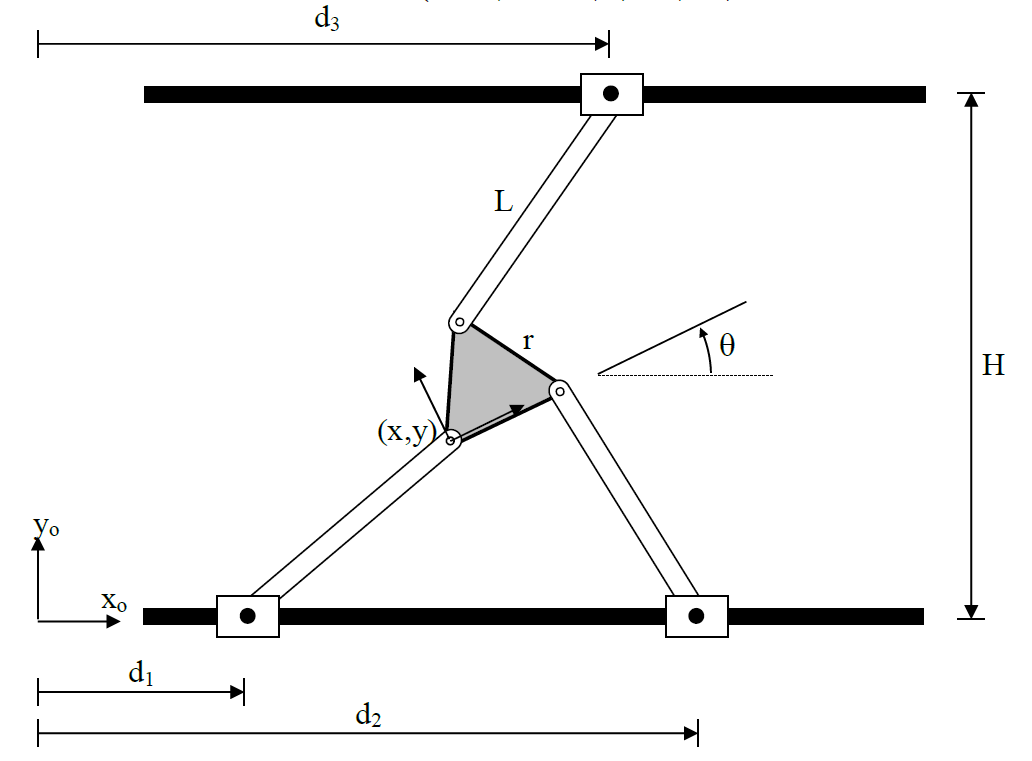 d₃
L
r
θ
H
(x,y)
yₒ
xₒ
d₁
d₂